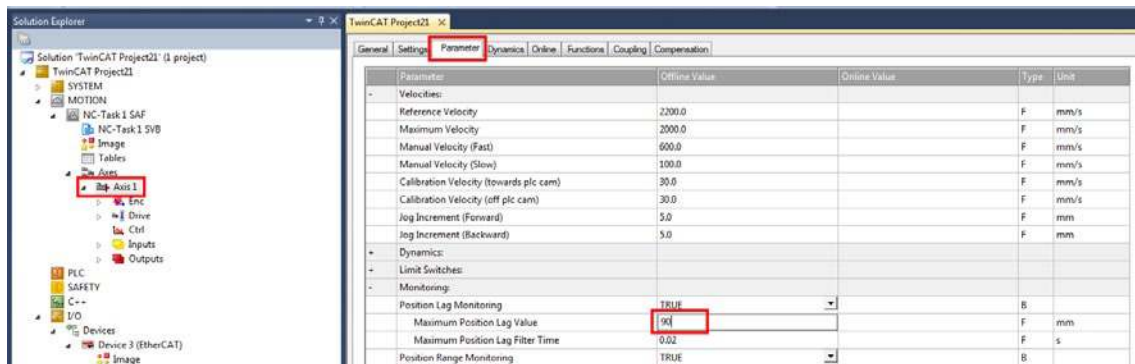 Solution Explorer
Solution 'TwinCAT Project21' (1 project)
TwinCAT Project21
SYSTEM
MOTION
NC-Task 1 SAF
NC-Task 1 SVB
Image
Tables
Axes
Axis 1
Enc
Drive
Ctrl
Inputs
Outputs
PLC
SAFETY
C++
I/O
Devices
Device 3 (EtherCAT)
Image
TwinCAT Project21
General Settings Parameter Dynamics Online Functions Coupling Compensation
Parameter Offline Value Online Value Type Unit
- Velocities:
Reference Velocity 2200.0 F mm/s
Maximum Velocity 2000.0 F mm/s
Manual Velocity (Fast) 600.0 F mm/s
Manual Velocity (Slow) 100.0 F mm/s
Calibration Velocity (towards plc cam) 30.0 F mm/s
Calibration Velocity (off plc cam) 30.0 F mm/s
Jog Increment (Forward) 5.0 F mm
Jog Increment (Backward) 5.0 F mm
+ Dynamics:
+ Limit Switches:
- Monitoring:
Position Lag Monitoring TRUE B
Maximum Position Lag Value 90 F mm
Maximum Position Lag Filter Time 0.02 F s
Position Range Monitoring TRUE B